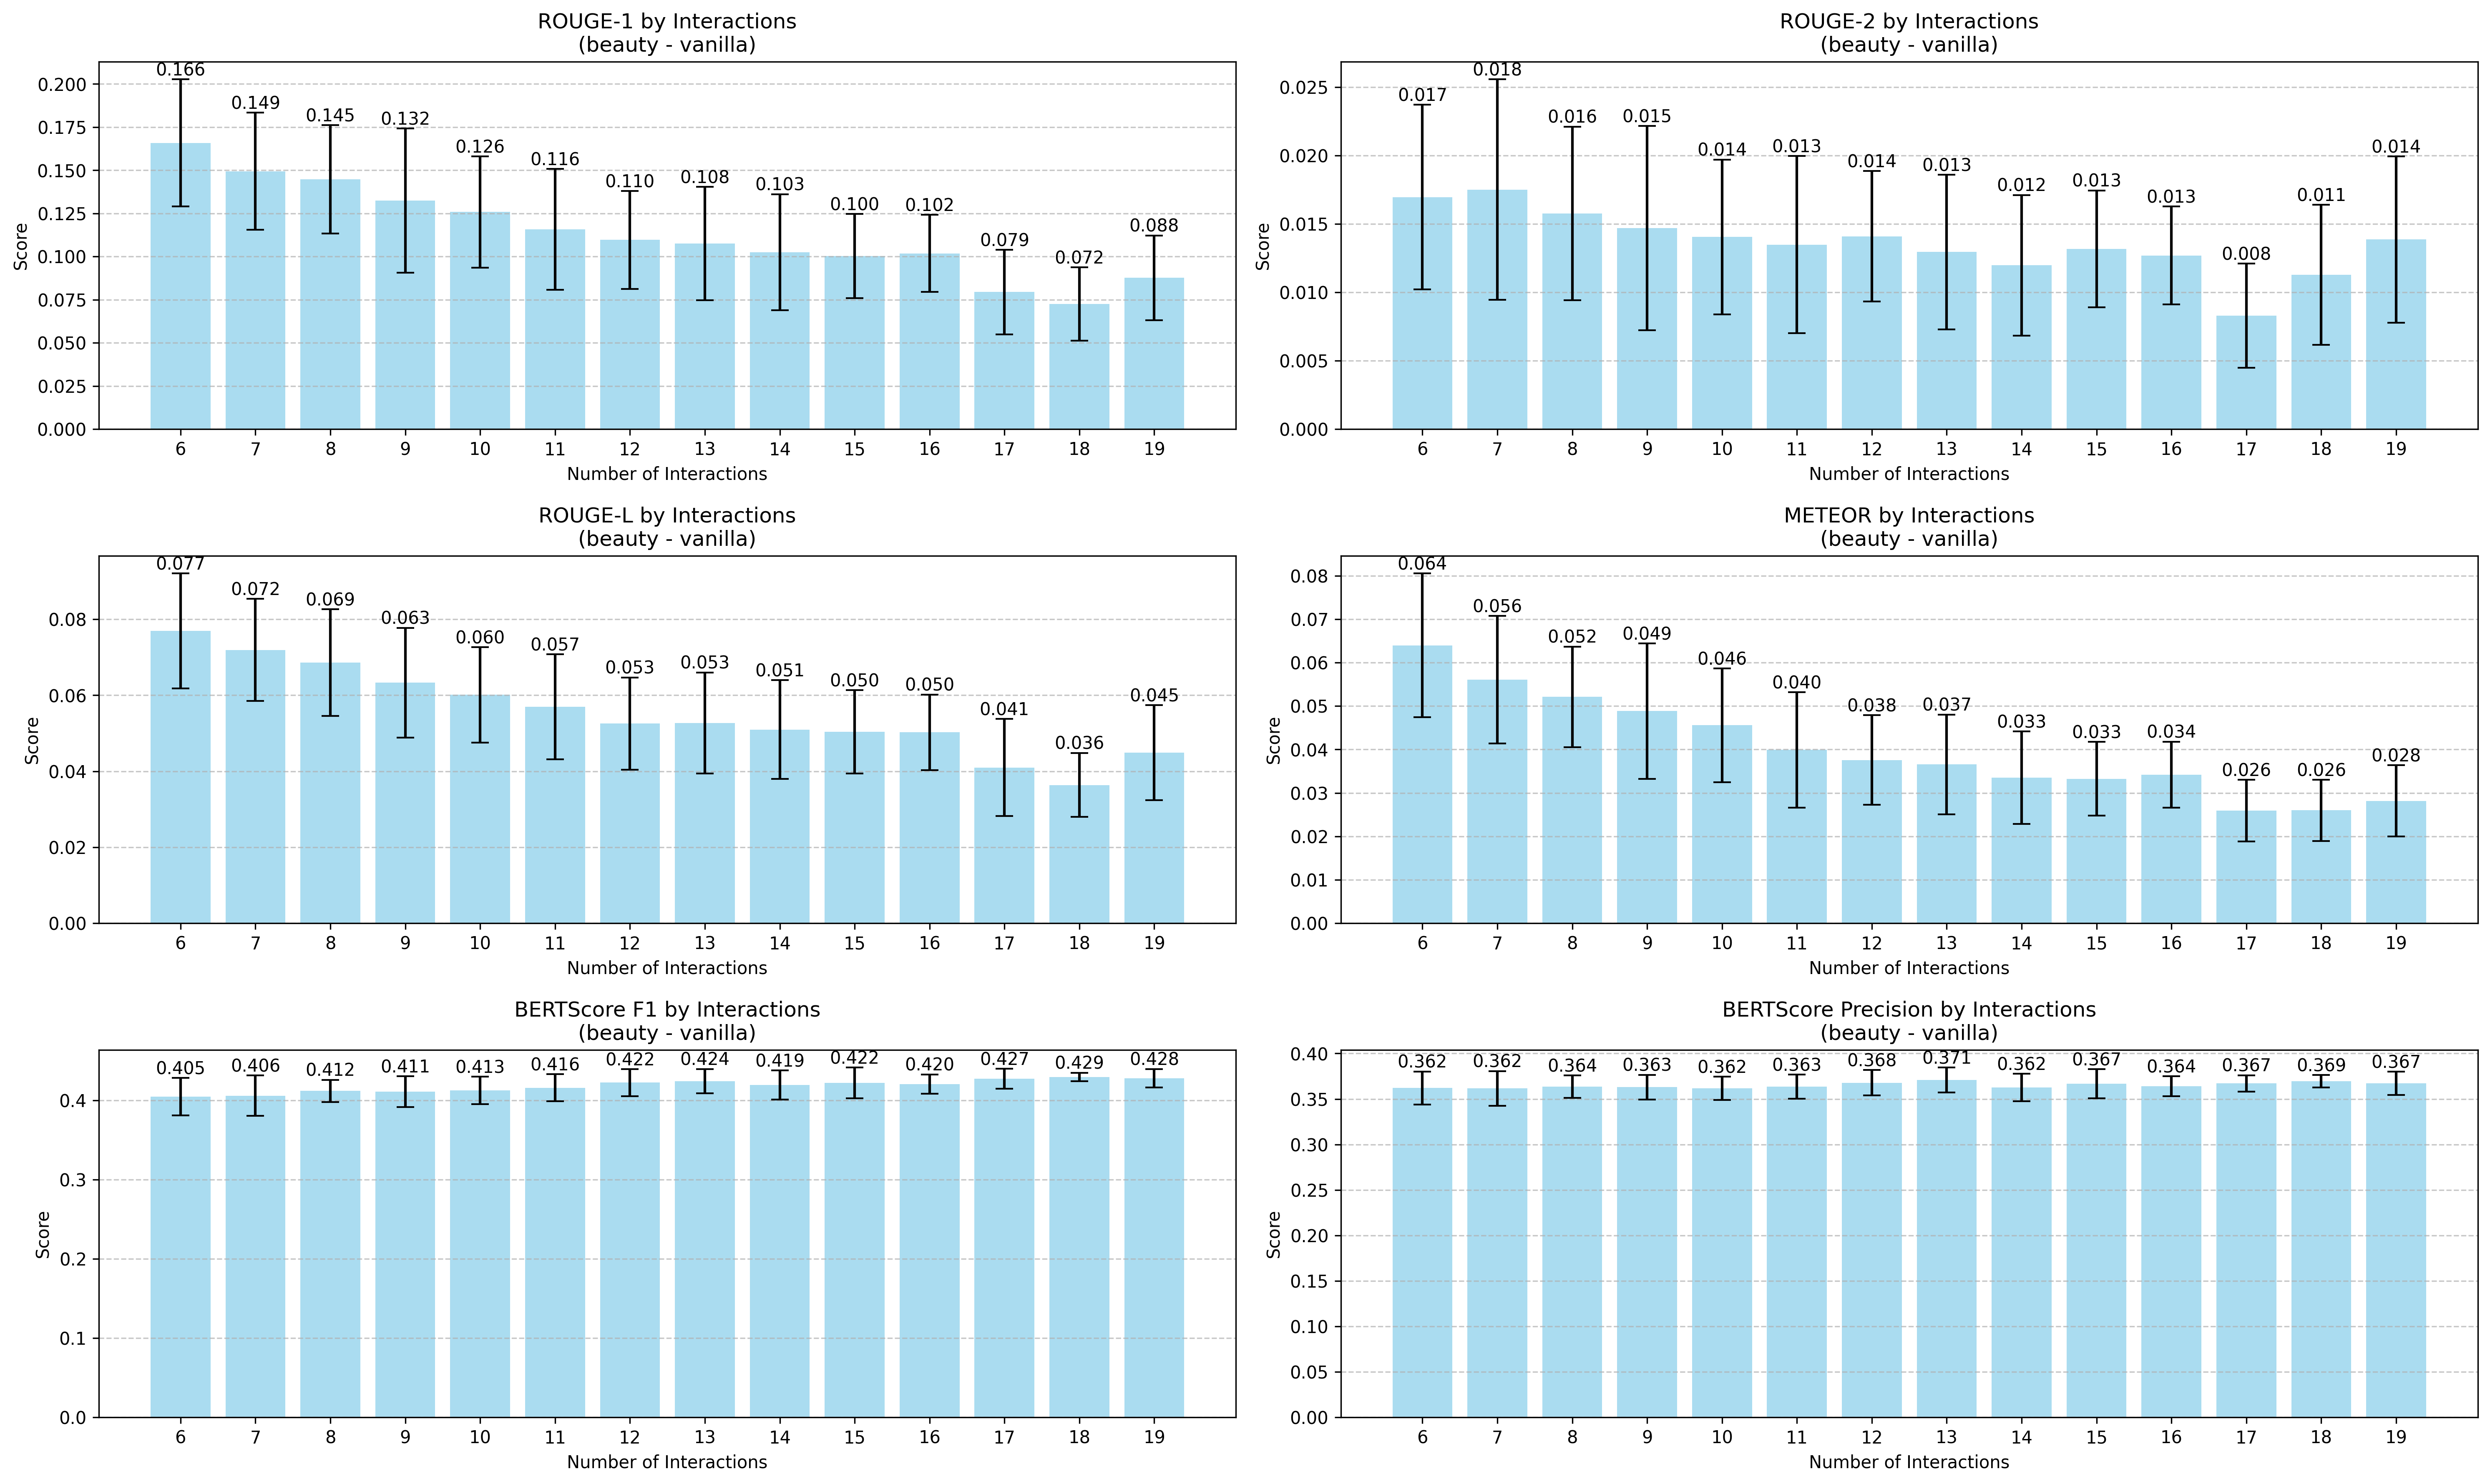 ROUGE-1 by Interactions
(beauty - vanilla)
0.166 0.149 0.145 0.132 0.126 0.116 0.110 0.108 0.103 0.100 0.102 0.079 0.072 0.088
0.200
0.175
0.150
0.125
0.100
0.075
0.050
0.025
0.000
Score
6 7 8 9 10 11 12 13 14 15 16 17 18 19
Number of Interactions
ROUGE-2 by Interactions
(beauty - vanilla)
0.017 0.018 0.016 0.015 0.014 0.013 0.014 0.013 0.012 0.013 0.013 0.008 0.011 0.014
0.025
0.020
0.015
0.010
0.005
0.000
Score
6 7 8 9 10 11 12 13 14 15 16 17 18 19
Number of Interactions
ROUGE-L by Interactions
(beauty - vanilla)
0.077 0.072 0.069 0.063 0.060 0.057 0.053 0.053 0.051 0.050 0.050 0.041 0.036 0.045
0.08
0.06
0.04
0.02
0.00
Score
6 7 8 9 10 11 12 13 14 15 16 17 18 19
Number of Interactions
METEOR by Interactions
(beauty - vanilla)
0.064 0.056 0.052 0.049 0.046 0.040 0.038 0.037 0.033 0.033 0.034 0.026 0.026 0.028
0.08
0.07
0.06
0.05
0.04
0.03
0.02
0.01
0.00
Score
6 7 8 9 10 11 12 13 14 15 16 17 18 19
Number of Interactions
BERTScore F1 by Interactions
(beauty - vanilla)
0.405 0.406 0.412 0.411 0.413 0.416 0.422 0.424 0.419 0.422 0.420 0.427 0.429 0.428
0.4
0.3
0.2
0.1
0.0
Score
6 7 8 9 10 11 12 13 14 15 16 17 18 19
Number of Interactions
BERTScore Precision by Interactions
(beauty - vanilla)
0.362 0.362 0.364 0.363 0.362 0.363 0.368 0.371 0.362 0.367 0.364 0.367 0.369 0.367
0.40
0.35
0.30
0.25
0.20
0.15
0.10
0.05
0.00
Score
6 7 8 9 10 11 12 13 14 15 16 17 18 19
Number of Interactions